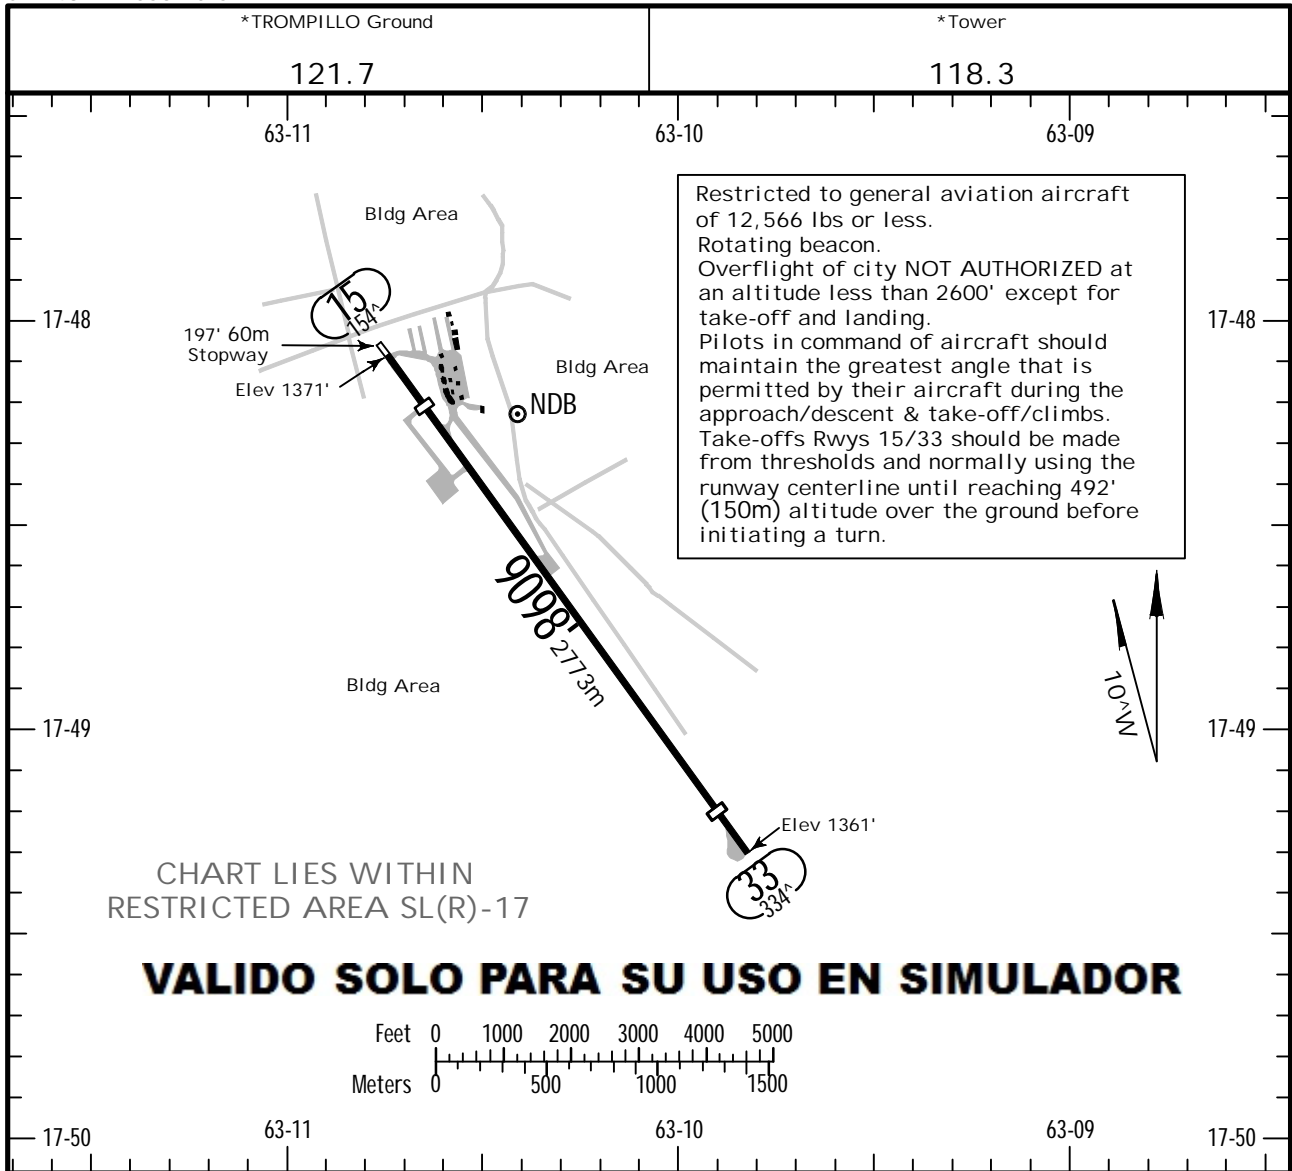 *TROMPILLO Ground
*Tower
121.7
118.3
63-11
63-10
63-09
Restricted to general aviation aircraft
of 12,566 lbs or less.
Rotating beacon.
Overflight of city NOT AUTHORIZED at
an altitude less than 2600' except for
take-off and landing.
Pilots in command of aircraft should
maintain the greatest angle that is
permitted by their aircraft during the
approach/descent & take-off/climbs.
Take-offs Rwys 15/33 should be made
from thresholds and normally using the
runway centerline until reaching 492'
(150m) altitude over the ground before
initiating a turn.
Bldg Area
15
154^
17-48
17-48
197' 60m
Stopway
Elev 1371'
Bldg Area
NDB
9098'
2773m
Bldg Area
10^W
17-49
17-49
Elev 1361'
33
334^
CHART LIES WITHIN
RESTRICTED AREA SL(R)-17
VALIDO SOLO PARA SU USO EN SIMULADOR
Feet 0 1000 2000 3000 4000 5000
Meters 0 500 1000 1500
17-50
63-11
63-10
63-09
17-50